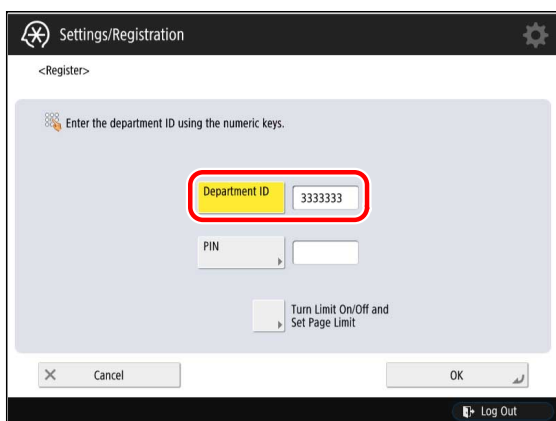 Settings/Registration
<Register>
Enter the department ID using the numeric keys.
Department ID
3333333
PIN
Turn Limit On/Off and
Set Page Limit
Cancel
OK
Log Out